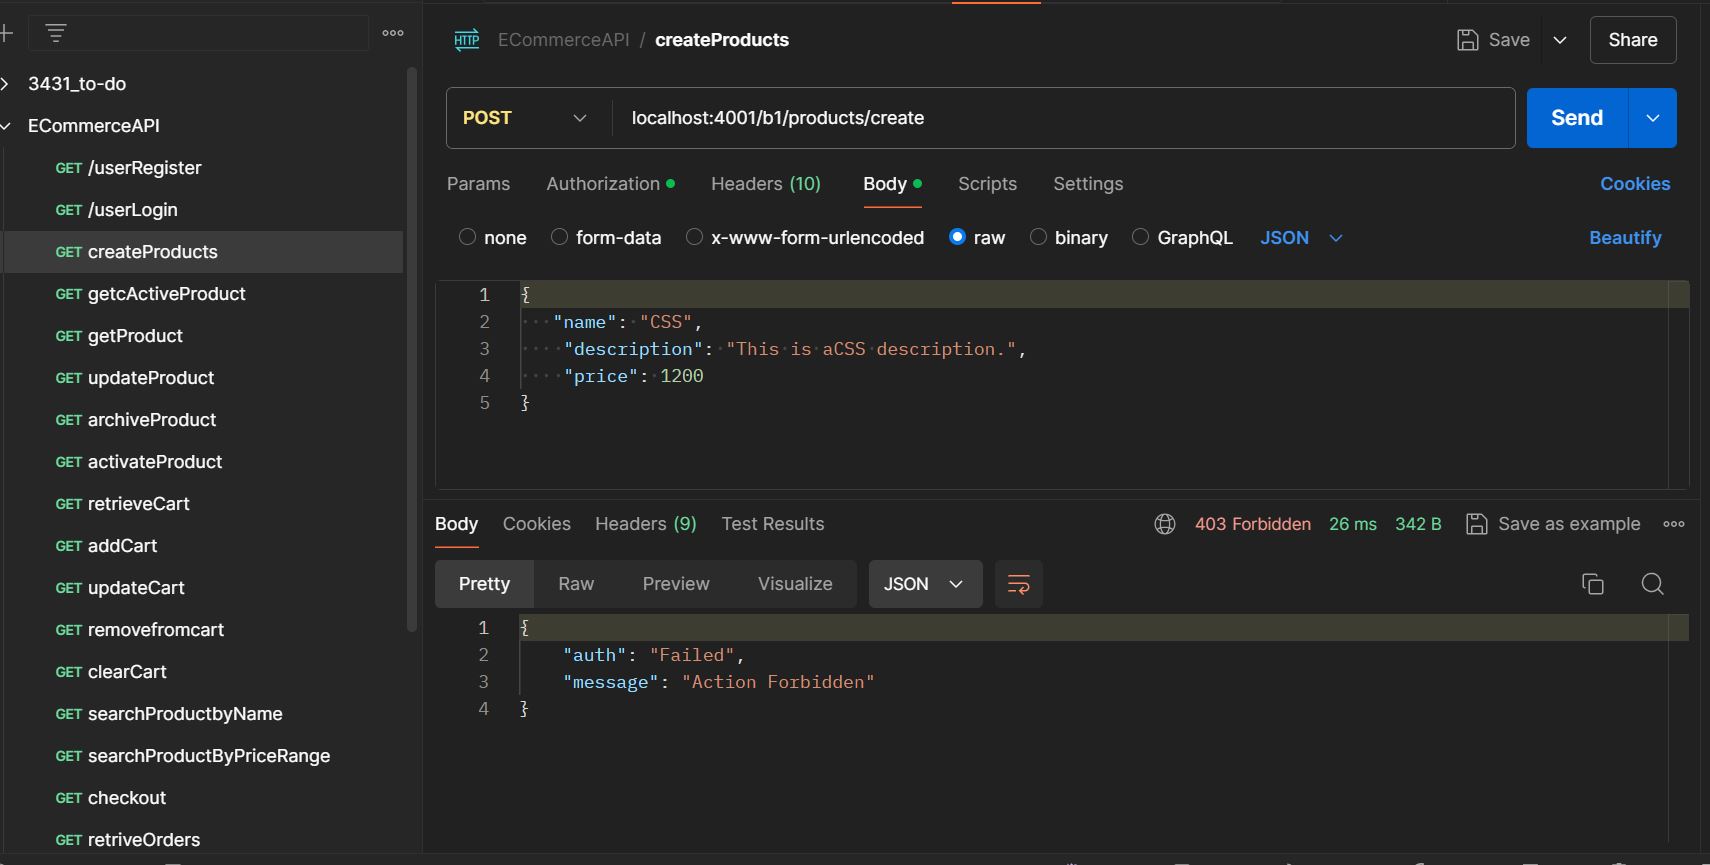 3431_to-do
ECommerceAPI
GET /userRegister
GET /userLogin
GET createProducts
GET getcActiveProduct
GET getProduct
GET updateProduct
GET archiveProduct
GET activateProduct
GET retrieveCart
GET addCart
GET updateCart
GET removefromcart
GET clearCart
GET searchProductbyName
GET searchProductByPriceRange
GET checkout
GET retriveOrders
HTTP ECommerceAPI / createProducts
Save
Share
POST localhost:4001/b1/products/create
Send
Params Authorization Headers (10) Body Scripts Settings Cookies
none form-data x-www-form-urlencoded raw binary GraphQL JSON Beautify
1 {
2 "name": "CSS",
3 "description": "This is aCSS description.",
4 "price": 1200
5 }
Body Cookies Headers (9) Test Results 403 Forbidden 26 ms 342 B Save as example
Pretty Raw Preview Visualize JSON
1 {
2 "auth": "Failed",
3 "message": "Action Forbidden"
4 }